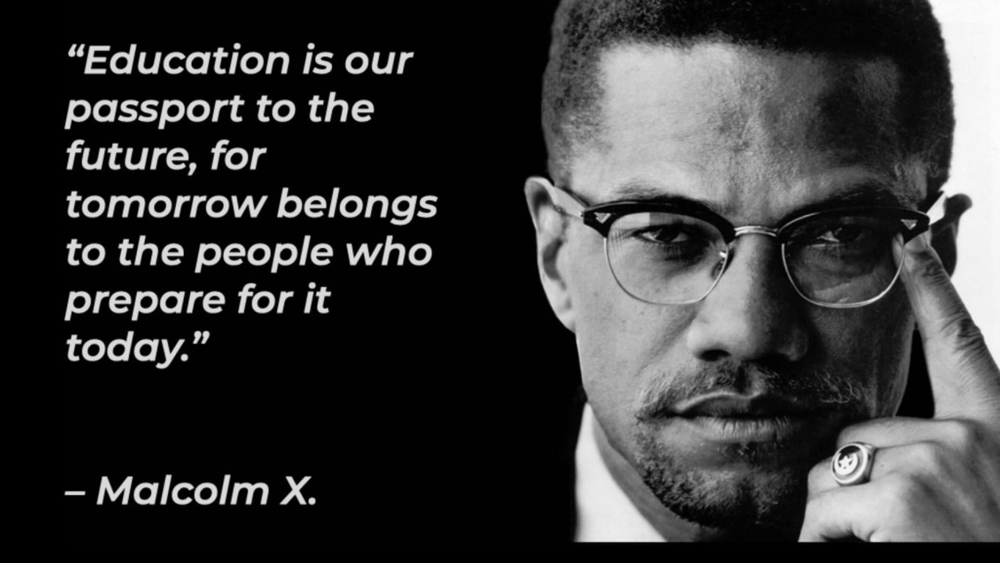 “Education is our
passport to the
future, for
tomorrow belongs
to the people who
prepare for it
today.”
– Malcolm X.